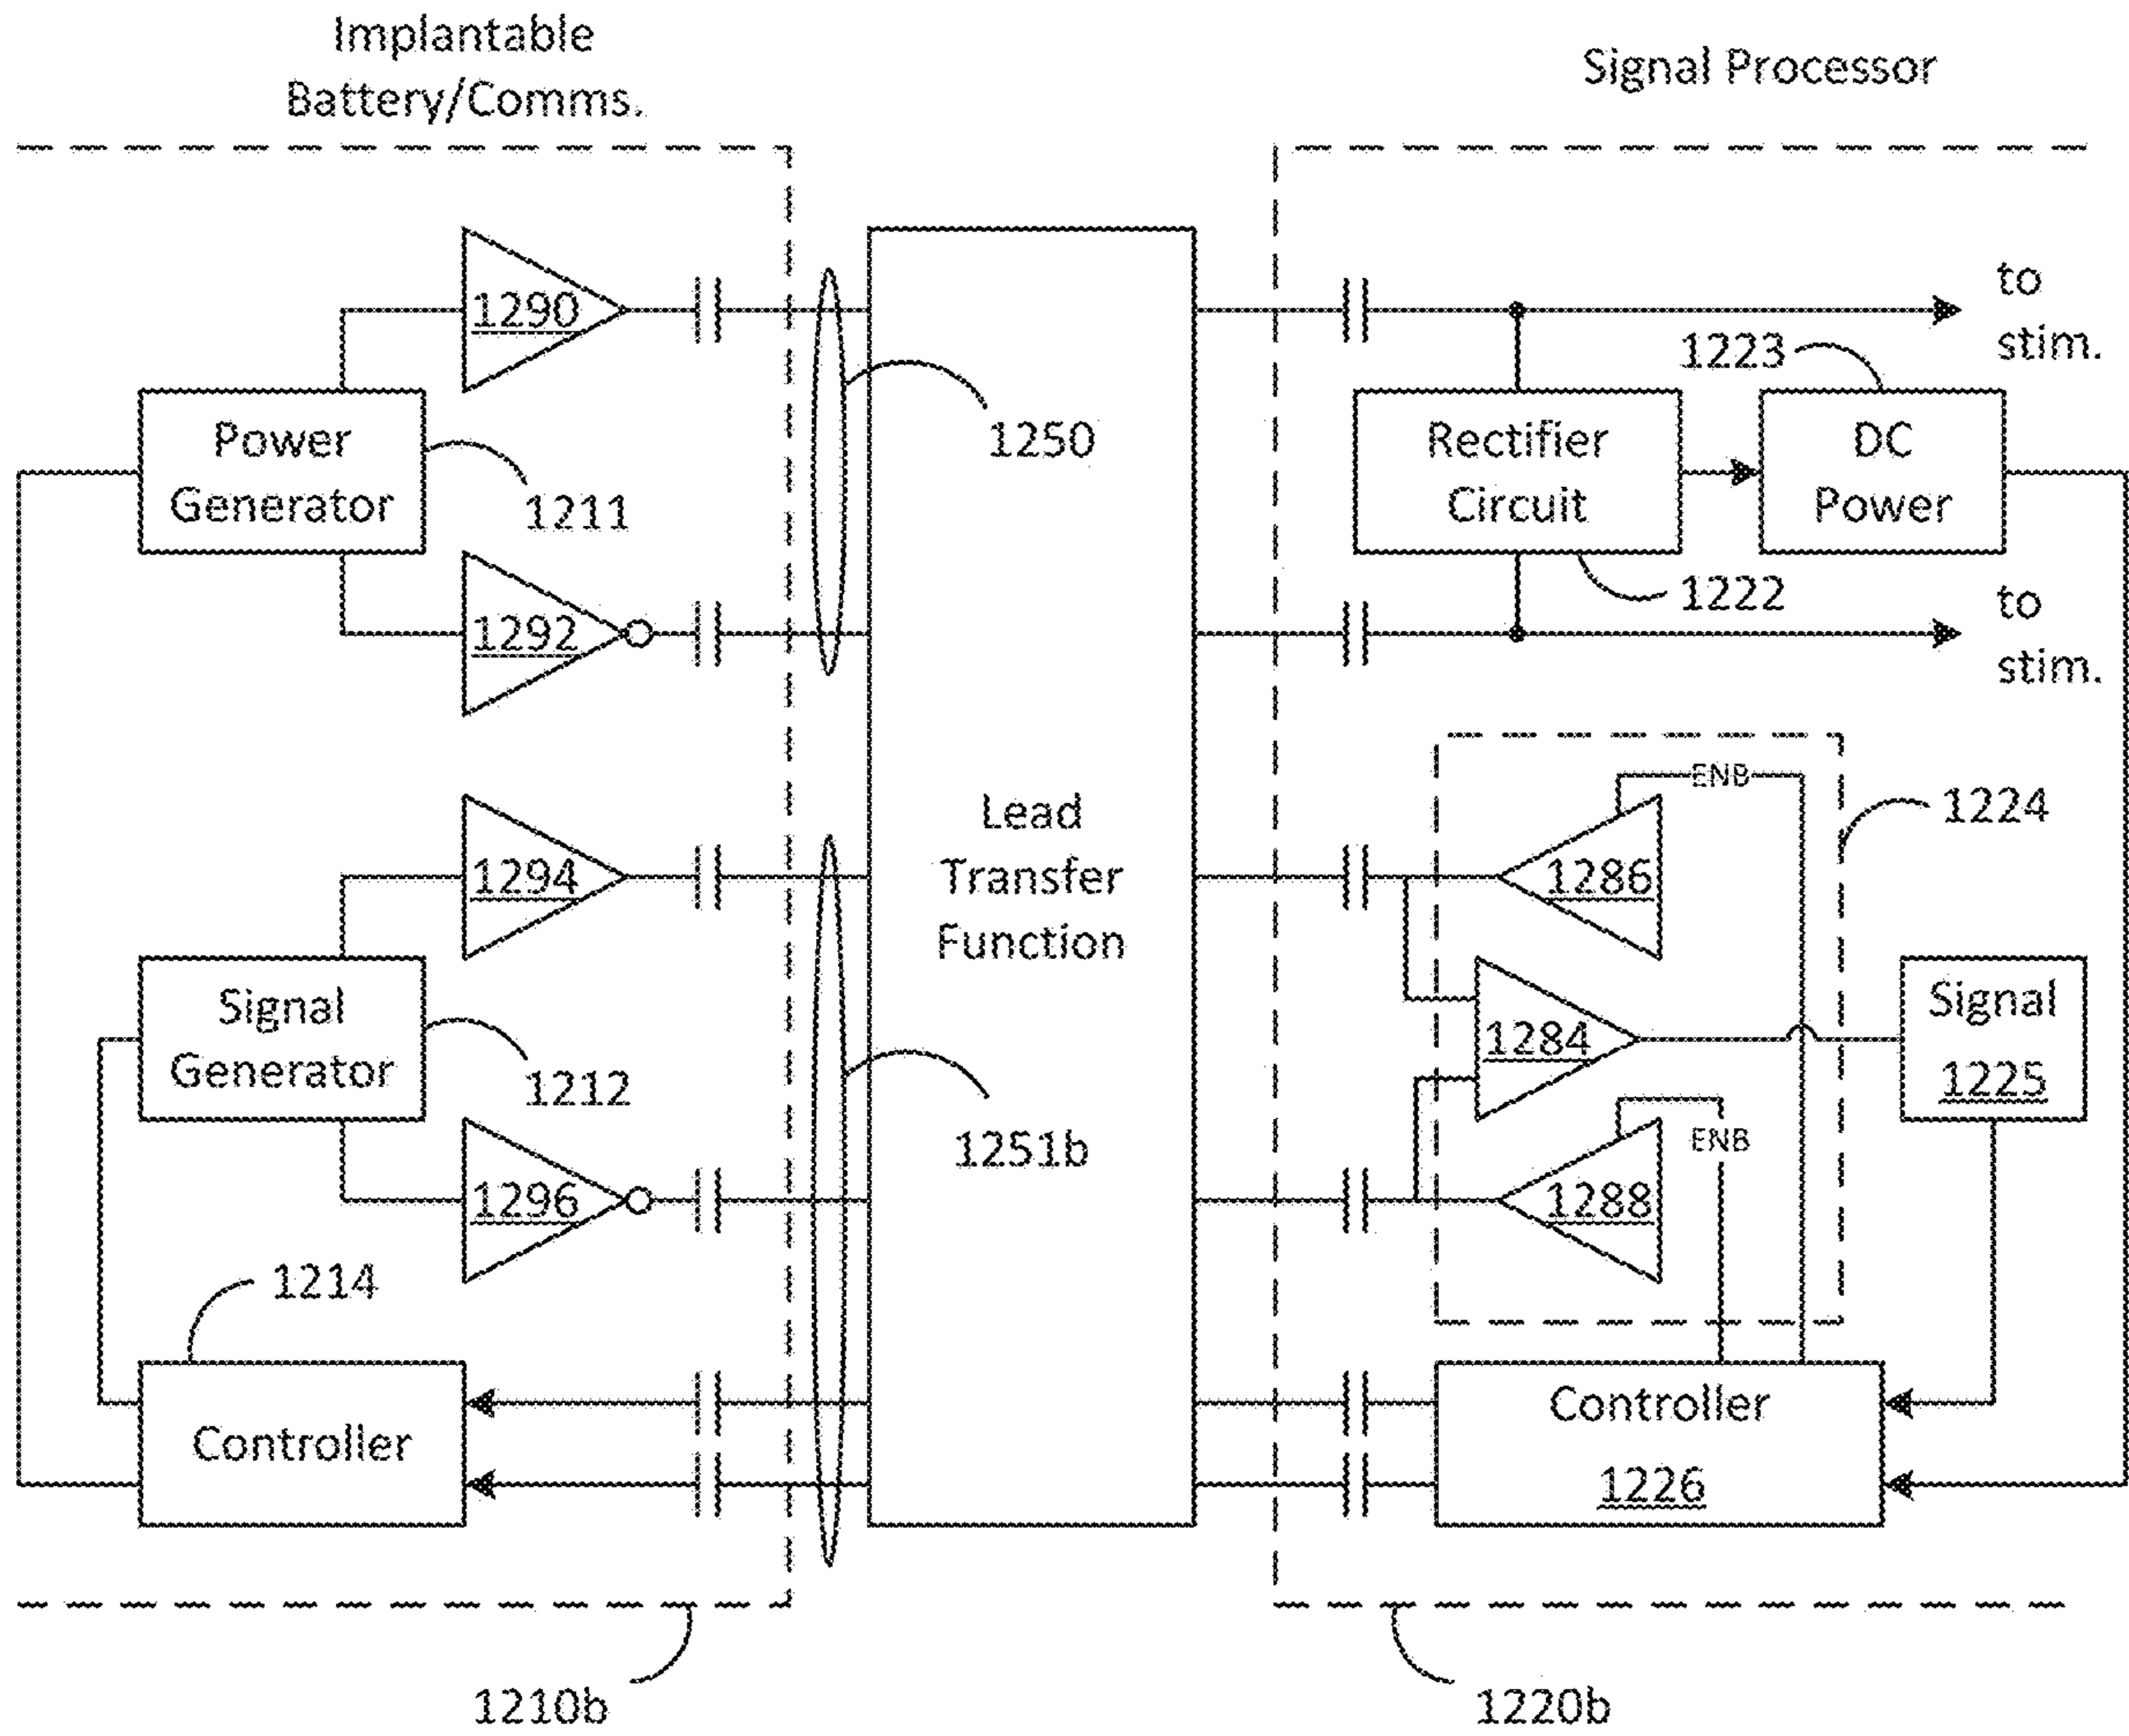 Implantable
Battery/Comms.
Signal Processor
1290
to
stim.
1223
Power
Generator
1211
1250
Rectifier
Circuit
DC
Power
1222
1292
to
stim.
ENB
1224
Lead
Transfer
Function
1294
1286
Signal
Generator
1212
1284
Signal
1225
1251b
ENB
1296
1288
1214
Controller
Controller
1226
1210b
1220b